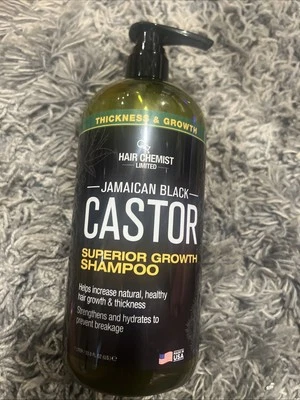 THICKNESS & GROWTH
HAIR CHEMIST
LIMITED
JAMAICAN BLACK
CASTOR
SUPERIOR GROWTH
SHAMPOO
Helps increase natural, healthy
hair growth & thickness
Strengthens and hydrates to
prevent breakage
USA